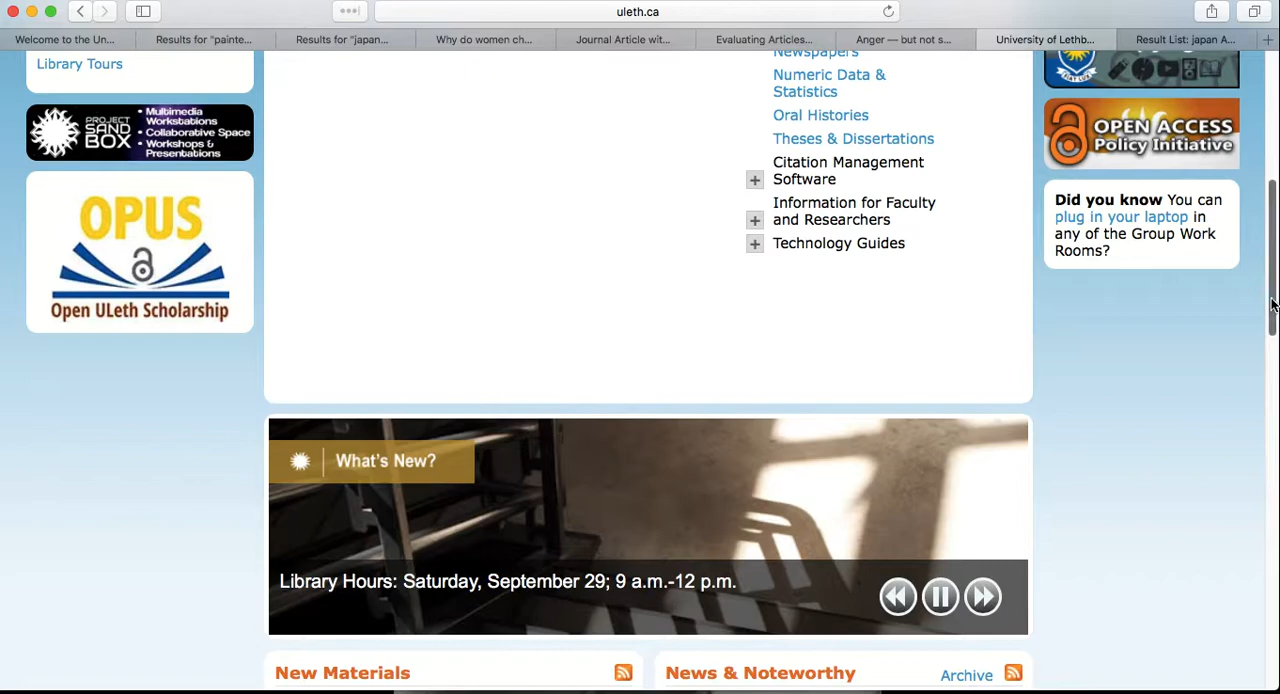 uleth.ca
Welcome to the Un...
Results for "painte...
Results for "japan...
Why do women ch...
Journal Article wit...
Evaluating Articles...
Anger — but not s...
University of Lethb...
Result List: japan A...
Library Tours
PROJECT
SAND
BOX
• Multimedia
Workstations
• Collaborative Space
• Workshops &
Presentations
OPUS
Open ULeth Scholarship
Newspapers
Numeric Data &
Statistics
Oral Histories
Theses & Dissertations
Citation Management
Software
Information for Faculty
and Researchers
Technology Guides
OPEN ACCESS
Policy Initiative
Did you know You can
plug in your laptop in
any of the Group Work
Rooms?
What's New?
Library Hours: Saturday, September 29; 9 a.m.-12 p.m.
New Materials
News & Noteworthy
Archive